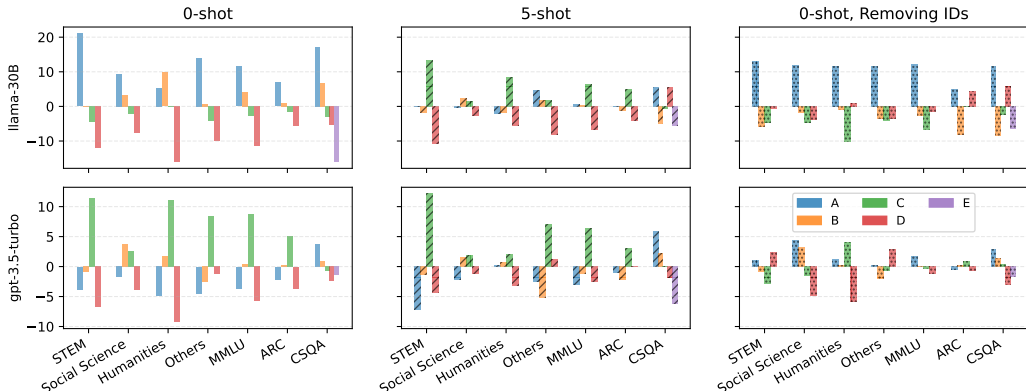 0-shot
5-shot
0-shot, Removing IDs
llama-30B
20
10
0
−10
gpt-3.5-turbo
10
5
0
−5
−10
A
C
E
B
D
STEM
Social Science
Humanities
Others
MMLU
ARC
CSQA
STEM
Social Science
Humanities
Others
MMLU
ARC
CSQA
STEM
Social Science
Humanities
Others
MMLU
ARC
CSQA